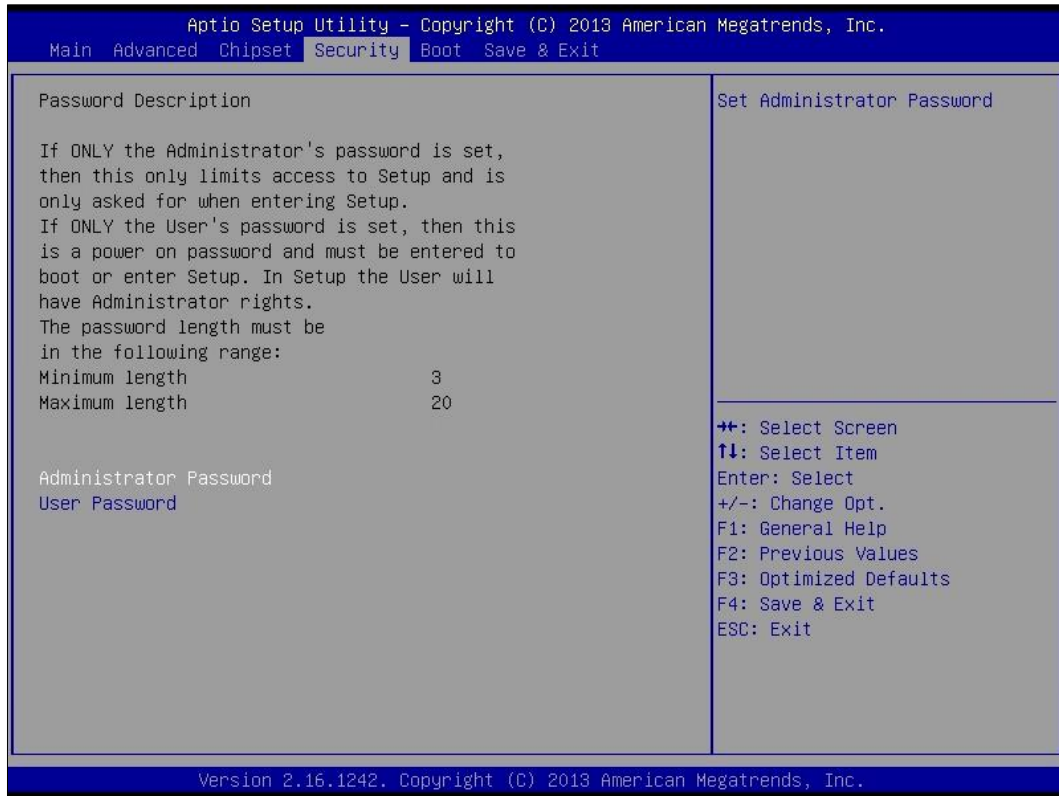 Aptio Setup Utility – Copyright (C) 2013 American Megatrends, Inc.
Main Advanced Chipset Security Boot Save & Exit
Password Description
If ONLY the Administrator's password is set,
then this only limits access to Setup and is
only asked for when entering Setup.
If ONLY the User's password is set, then this
is a power on password and must be entered to
boot or enter Setup. In Setup the User will
have Administrator rights.
The password length must be
in the following range:
Minimum length 3
Maximum length 20
Administrator Password
User Password
Set Administrator Password
→←: Select Screen
↑↓: Select Item
Enter: Select
+/-: Change Opt.
F1: General Help
F2: Previous Values
F3: Optimized Defaults
F4: Save & Exit
ESC: Exit
Version 2.16.1242. Copyright (C) 2013 American Megatrends, Inc.